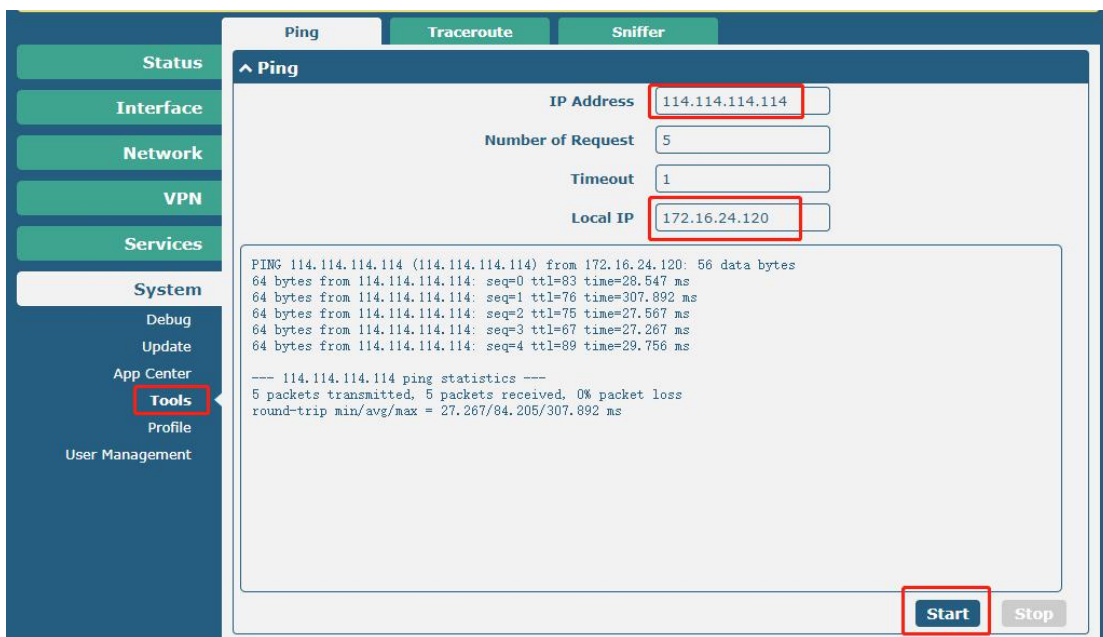 Ping
Traceroute
Sniffer
Status
Interface
Network
VPN
Services
System
Debug
Update
App Center
Tools
Profile
User Management
Ping
IP Address 114.114.114.114
Number of Request 5
Timeout 1
Local IP 172.16.24.120
PING 114.114.114.114 (114.114.114.114) from 172.16.24.120: 56 data bytes
64 bytes from 114.114.114.114: seq=0 ttl=83 time=28.547 ms
64 bytes from 114.114.114.114: seq=1 ttl=76 time=307.892 ms
64 bytes from 114.114.114.114: seq=2 ttl=75 time=27.567 ms
64 bytes from 114.114.114.114: seq=3 ttl=67 time=27.267 ms
64 bytes from 114.114.114.114: seq=4 ttl=89 time=29.756 ms
--- 114.114.114.114 ping statistics ---
5 packets transmitted, 5 packets received, 0% packet loss
round-trip min/avg/max = 27.267/84.205/307.892 ms
Start
Stop